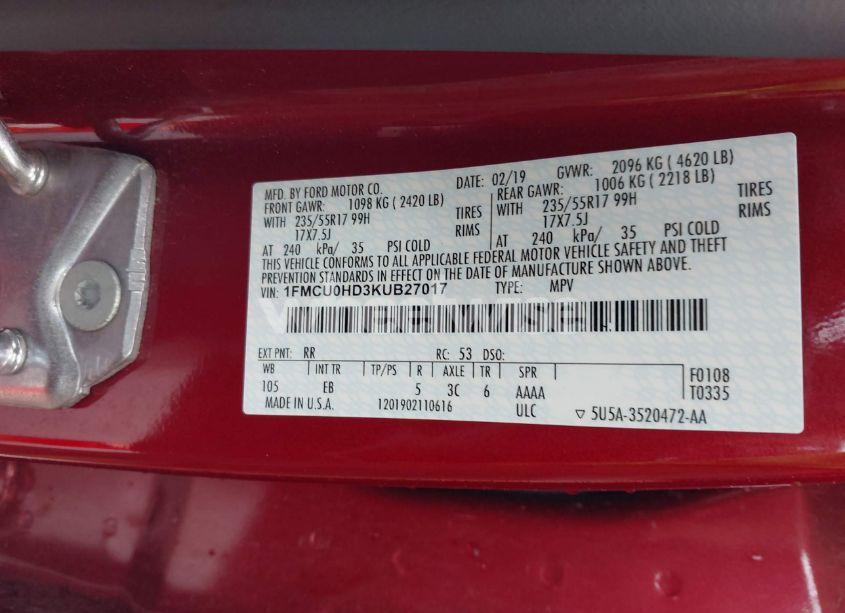 MFD. BY FORD MOTOR CO. DATE: 02/19 GVWR: 2096 KG ( 4620 LB)
FRONT GAWR: 1098 KG ( 2420 LB) REAR GAWR: 1006 KG ( 2218 LB)
WITH 235/55R17 99H TIRES WITH 235/55R17 99H TIRES
17X7.5J RIMS 17X7.5J RIMS
AT 240 kPa/ 35 PSI COLD AT 240 kPa/ 35 PSI COLD
THIS VEHICLE CONFORMS TO ALL APPLICABLE FEDERAL MOTOR VEHICLE SAFETY AND THEFT
PREVENTION STANDARDS IN EFFECT ON THE DATE OF MANUFACTURE SHOWN ABOVE.
VIN: 1FMCU0HD3KUB27017 TYPE: MPV
EXT PNT: RR RC: 53 DSO:
WB INT TR TP/PS R AXLE TR SPR F0108
105 EB 5 3C 6 AAAA T0335
MADE IN U.S.A. 1201902110616 ULC ▽ 5U5A-3520472-AA